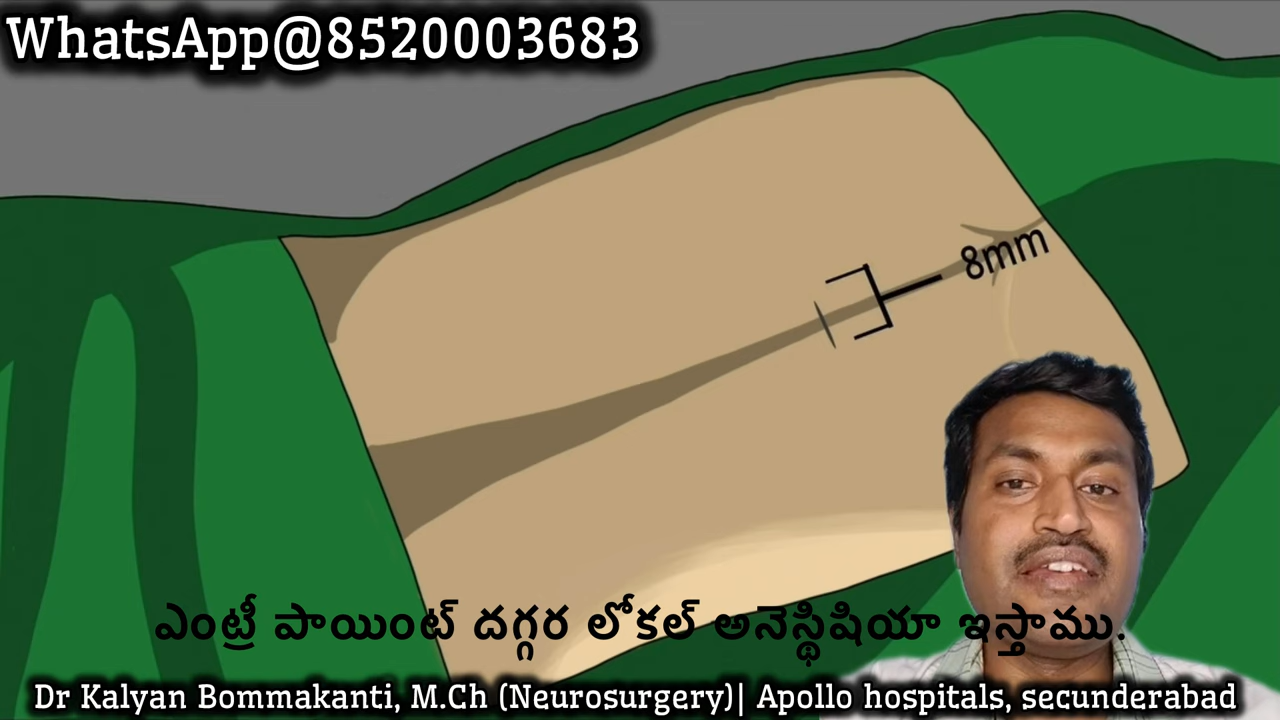 WhatsApp@8520003683
8mm
ఎంట్రీ పాయింట్ దగ్గర లోకల్ అనెస్థిషియా ఇస్తాము.
Dr Kalyan Bommakanti, M.Ch (Neurosurgery)| Apollo hospitals, secunderabad